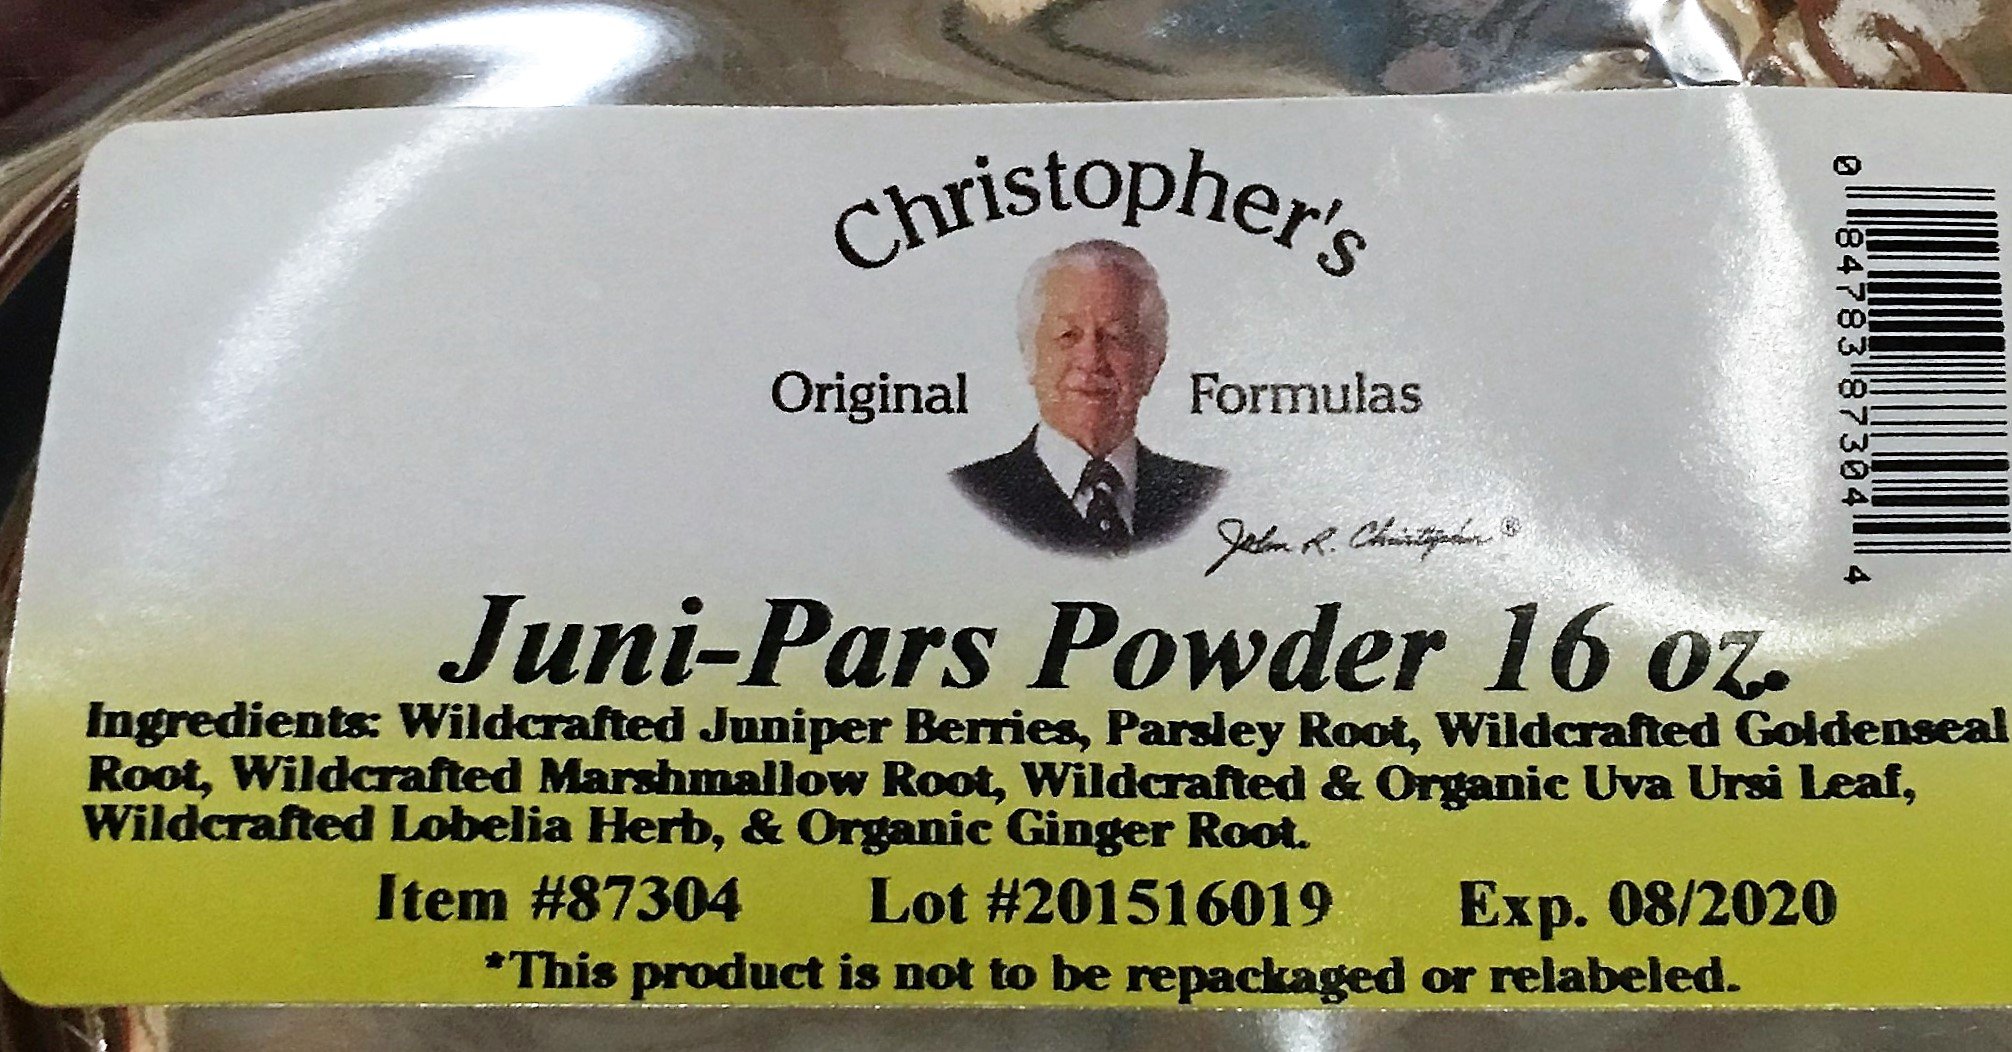 Christopher's
Original Formulas
John R. Christopher®
Juni-Pars Powder 16 oz.
Ingredients: Wildcrafted Juniper Berries, Parsley Root, Wildcrafted Goldenseal
Root, Wildcrafted Marshmallow Root, Wildcrafted & Organic Uva Ursi Leaf,
Wildcrafted Lobelia Herb, & Organic Ginger Root.
Item #87304 Lot #201516019 Exp. 08/2020
*This product is not to be repackaged or relabeled.
0 84783 87304 4